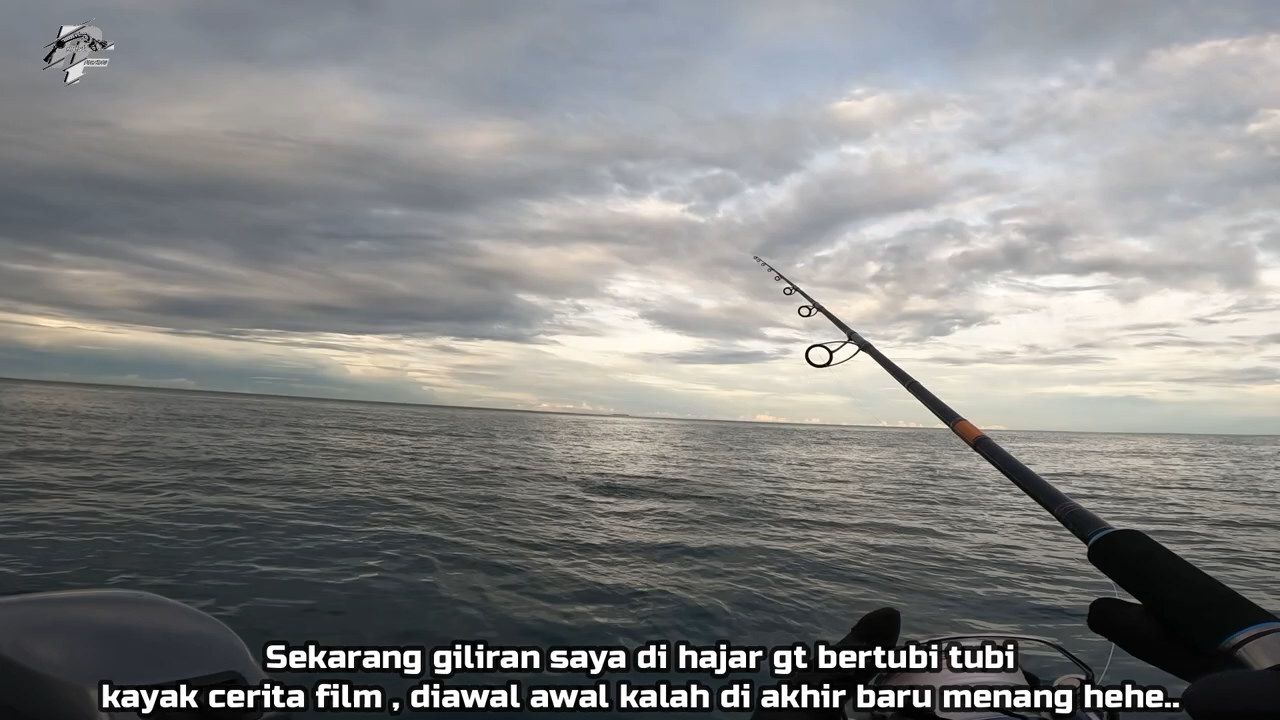 Sekarang giliran saya di hajar gt bertubi tubi
kayak cerita film , diawal awal kalah di akhir baru menang hehe..